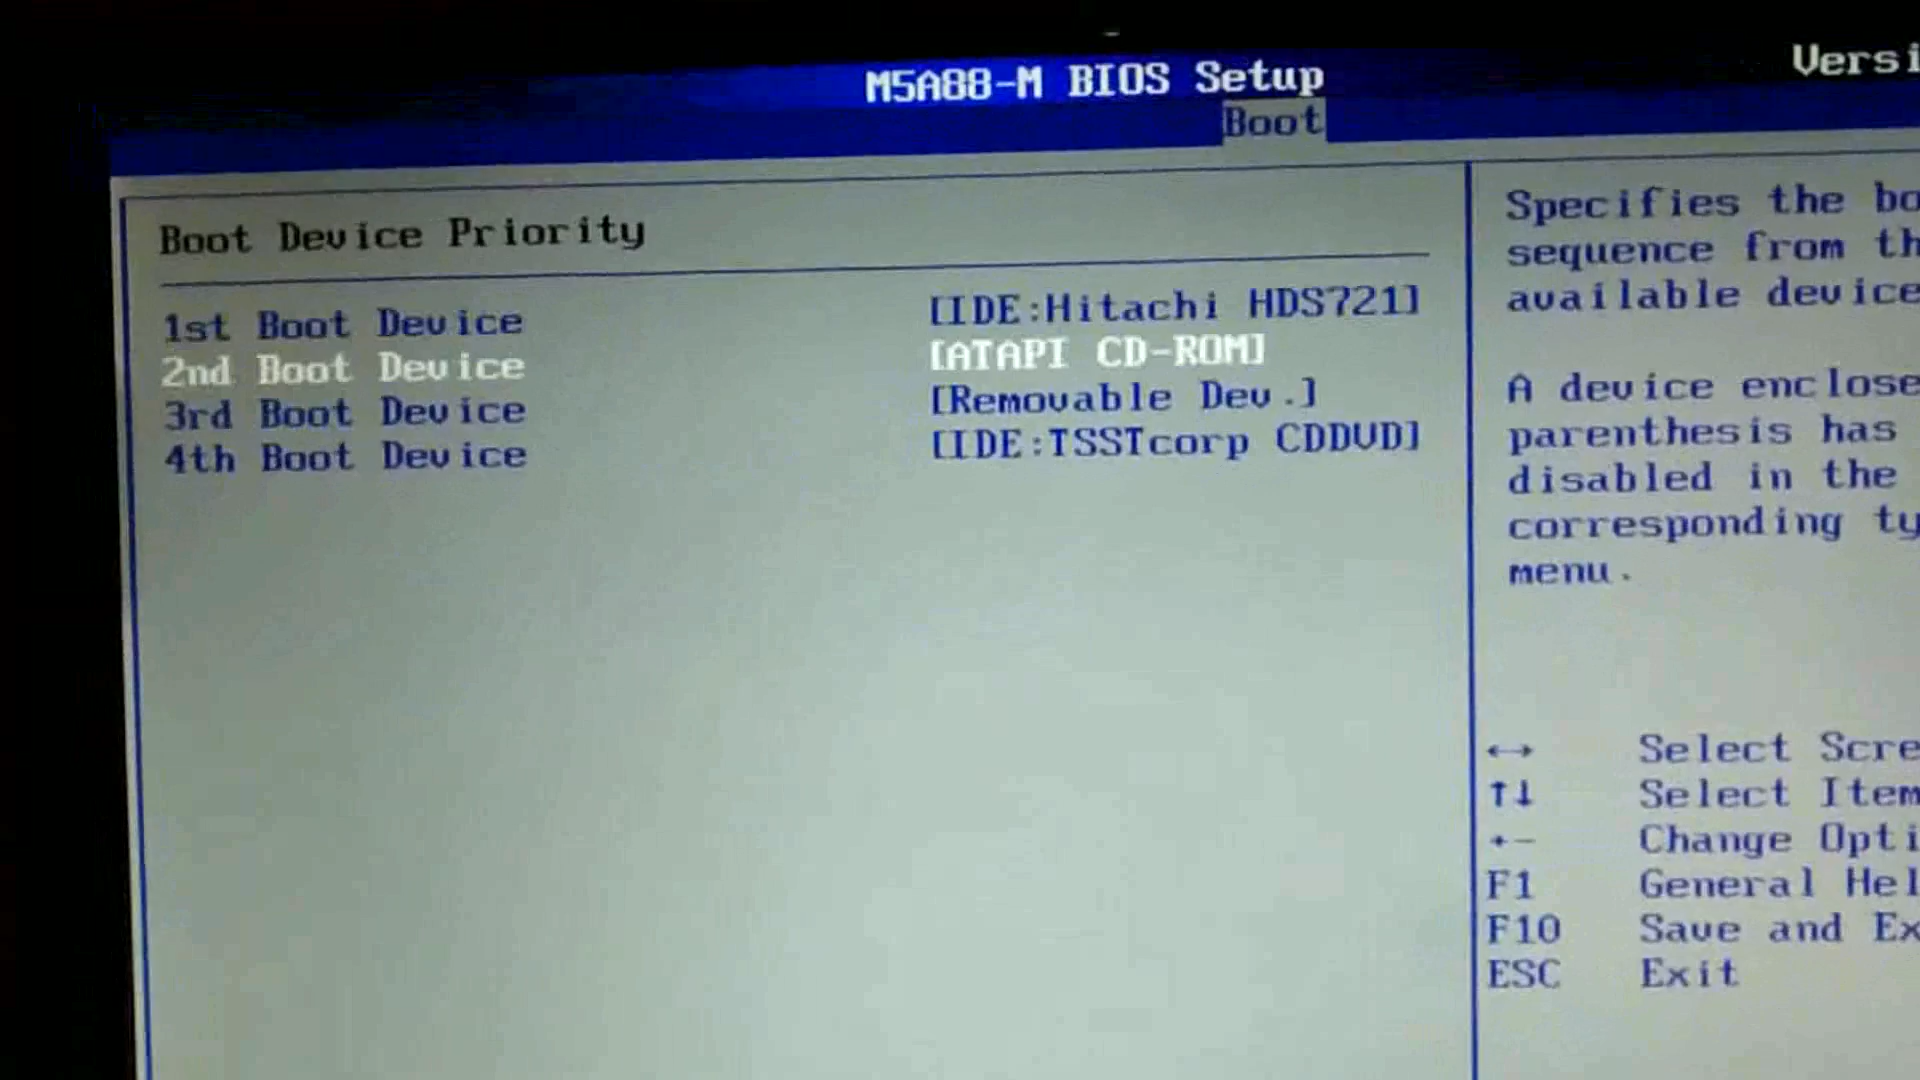 M5A88-M BIOS Setup
Boot
Boot Device Priority
1st Boot Device [IDE:Hitachi HDS721]
2nd Boot Device [ATAPI CD-ROM]
3rd Boot Device [Removable Dev.]
4th Boot Device [IDE:TSSTcorp CDDVD]
Specifies the
sequence from
available
A device
parenthesis has
disabled in the
corresponding
menu.
↔ Select
↑↓ Select Item
+- Change
F1 General
F10 Save and
ESC Exit